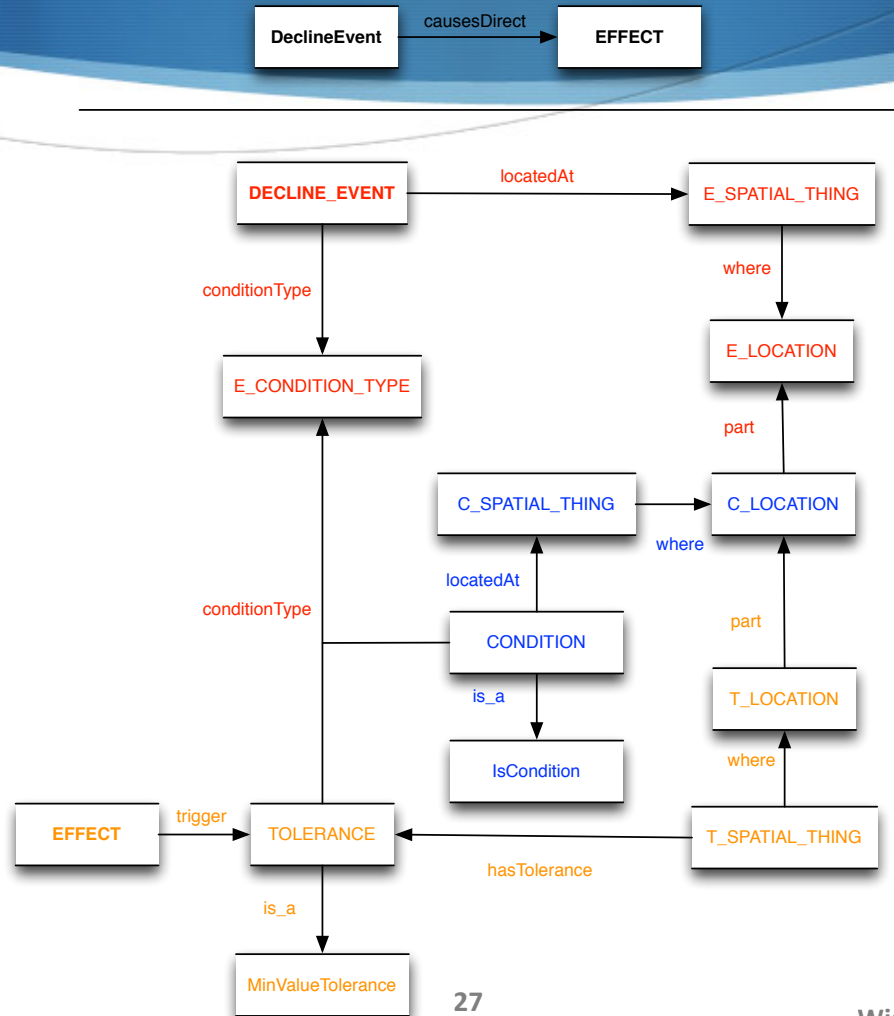 DeclineEvent
causesDirect
EFFECT
DECLINE_EVENT
locatedAt
E_SPATIAL_THING
where
conditionType
E_LOCATION
E_CONDITION_TYPE
part
C_SPATIAL_THING
C_LOCATION
where
locatedAt
conditionType
CONDITION
part
is_a
T_LOCATION
where
IsCondition
EFFECT
trigger
TOLERANCE
T_SPATIAL_THING
hasTolerance
is_a
MinValueTolerance
27